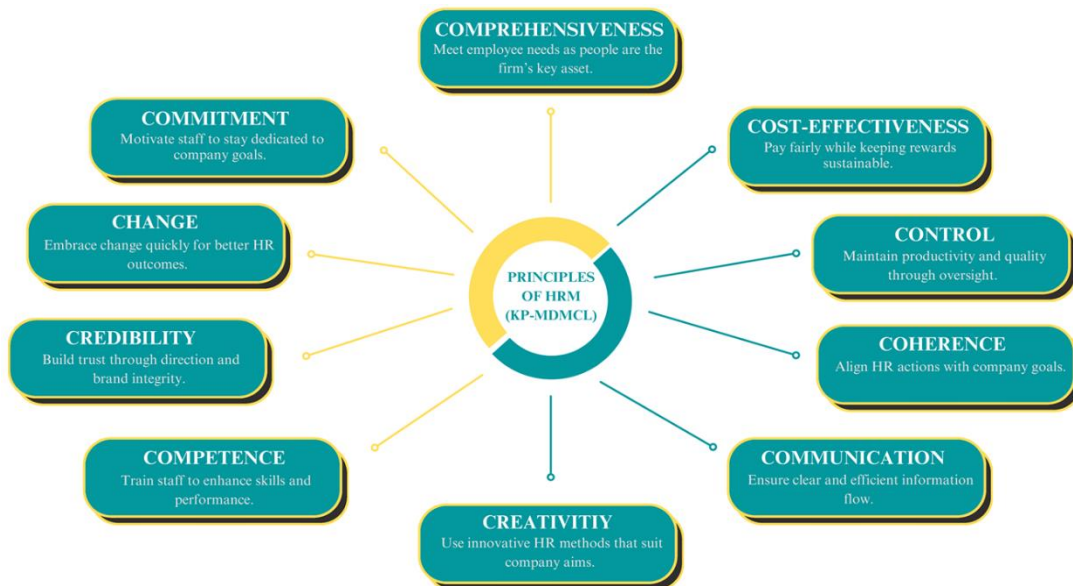 COMPREHENSIVENESS
Meet employee needs as people are the
firm's key asset.
COMMITMENT
Motivate staff to stay dedicated to
company goals.
COST-EFFECTIVENESS
Pay fairly while keeping rewards
sustainable.
CHANGE
Embrace change quickly for better HR
outcomes.
CONTROL
Maintain productivity and quality
through oversight.
PRINCIPLES
OF HRM
(KP-MDMCL)
CREDIBILITY
Build trust through direction and
brand integrity.
COHERENCE
Align HR actions with company goals.
COMPETENCE
Train staff to enhance skills and
performance.
COMMUNICATION
Ensure clear and efficient information
flow.
CREATIVITIY
Use innovative HR methods that suit
company aims.